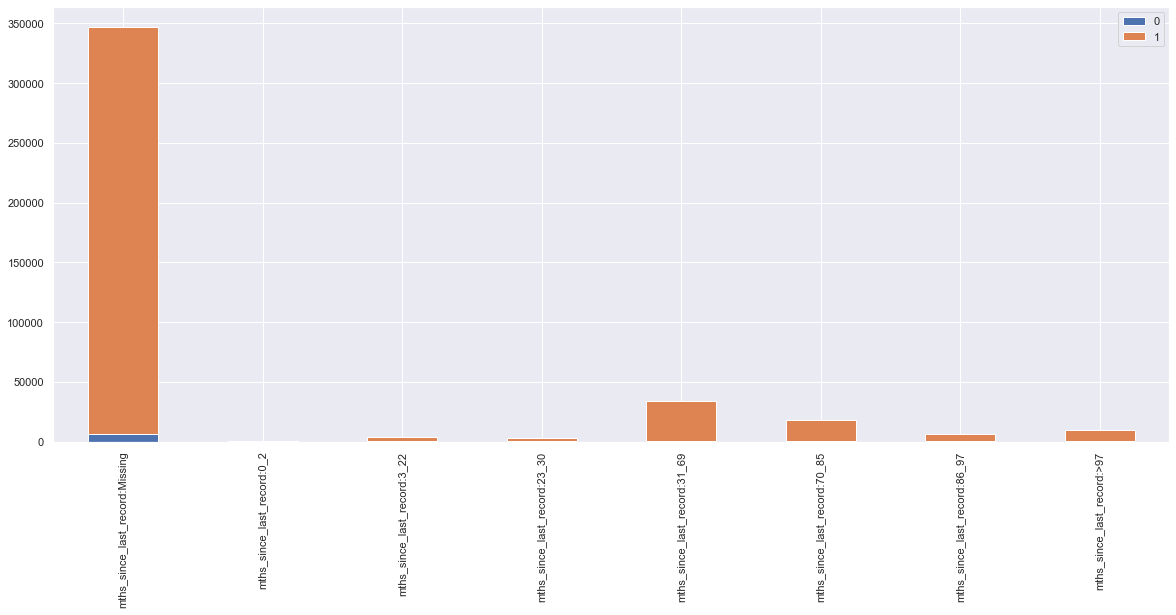 350000
300000
250000
200000
150000
100000
50000
0
0
1
mths_since_last_record:Missing
mths_since_last_record:0_2
mths_since_last_record:3_22
mths_since_last_record:23_30
mths_since_last_record:31_69
mths_since_last_record:70_85
mths_since_last_record:86_97
mths_since_last_record:>97